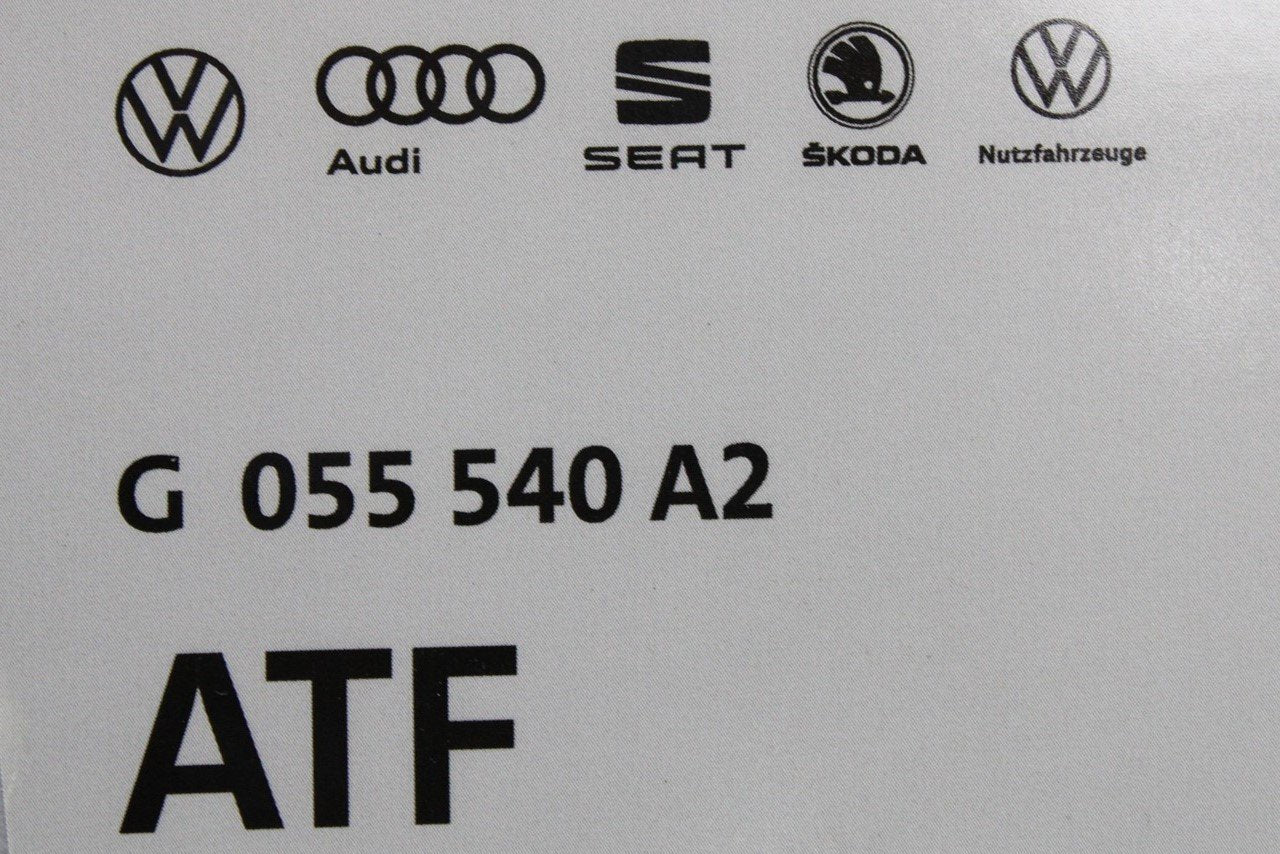 Audi SEAT ŠKODA Nutzfahrzeuge
G 055 540 A2
ATF